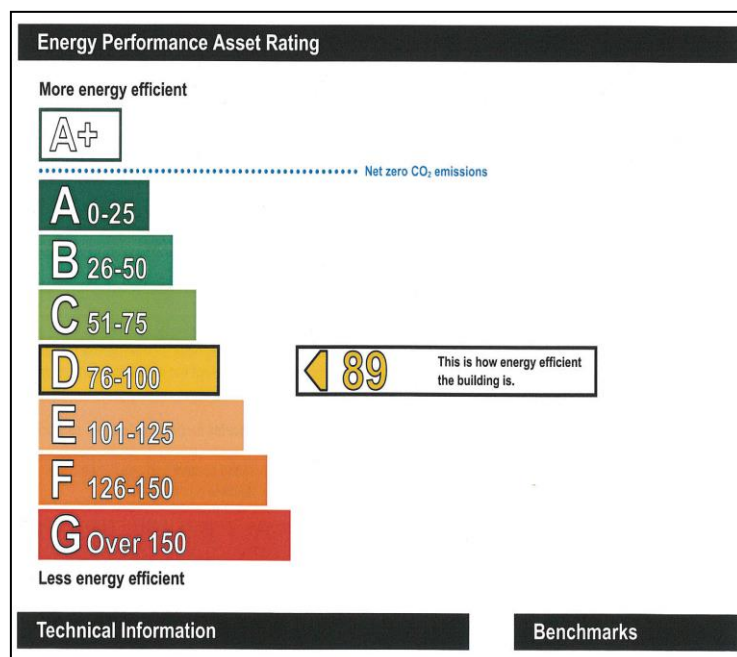 Energy Performance Asset Rating
More energy efficient
A+
Net zero CO₂ emissions
A 0-25
B 26-50
C 51-75
D 76-100
89
This is how energy efficient
the building is.
E 101-125
F 126-150
G Over 150
Less energy efficient
Technical Information
Benchmarks